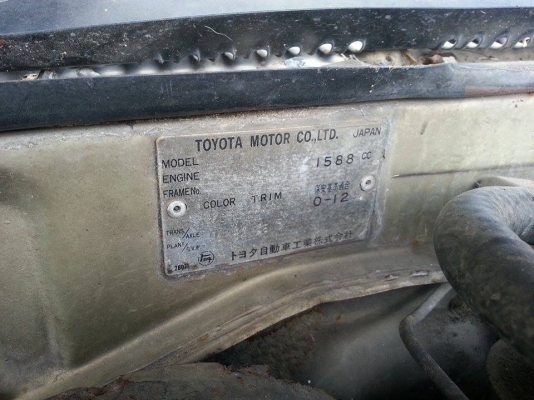 TOYOTA MOTOR CO.,LTD. JAPAN
MODEL
ENGINE 1588 CC
FRAME No.
COLOR TRIM O-12
TRANS/AXLE
PLANT/
トヨタ自動車工業株式会社